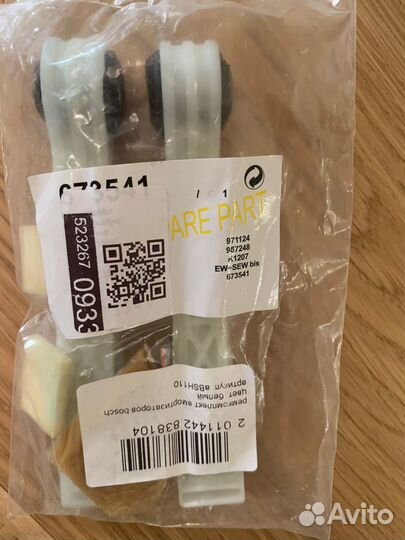 673541
/ 1
ARE PART
971124
987248
K1207
EW-SEW bis
673541
523267 0933
ремкомплект амортизаторов bosch
цвет: белый
артикул: aBSH110
2 011442 838104
Avito